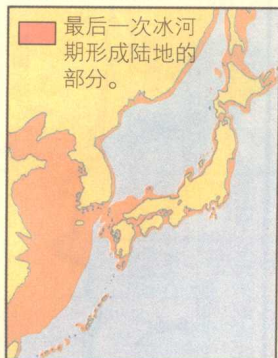 最后一次冰河
期形成陆地的
部分。